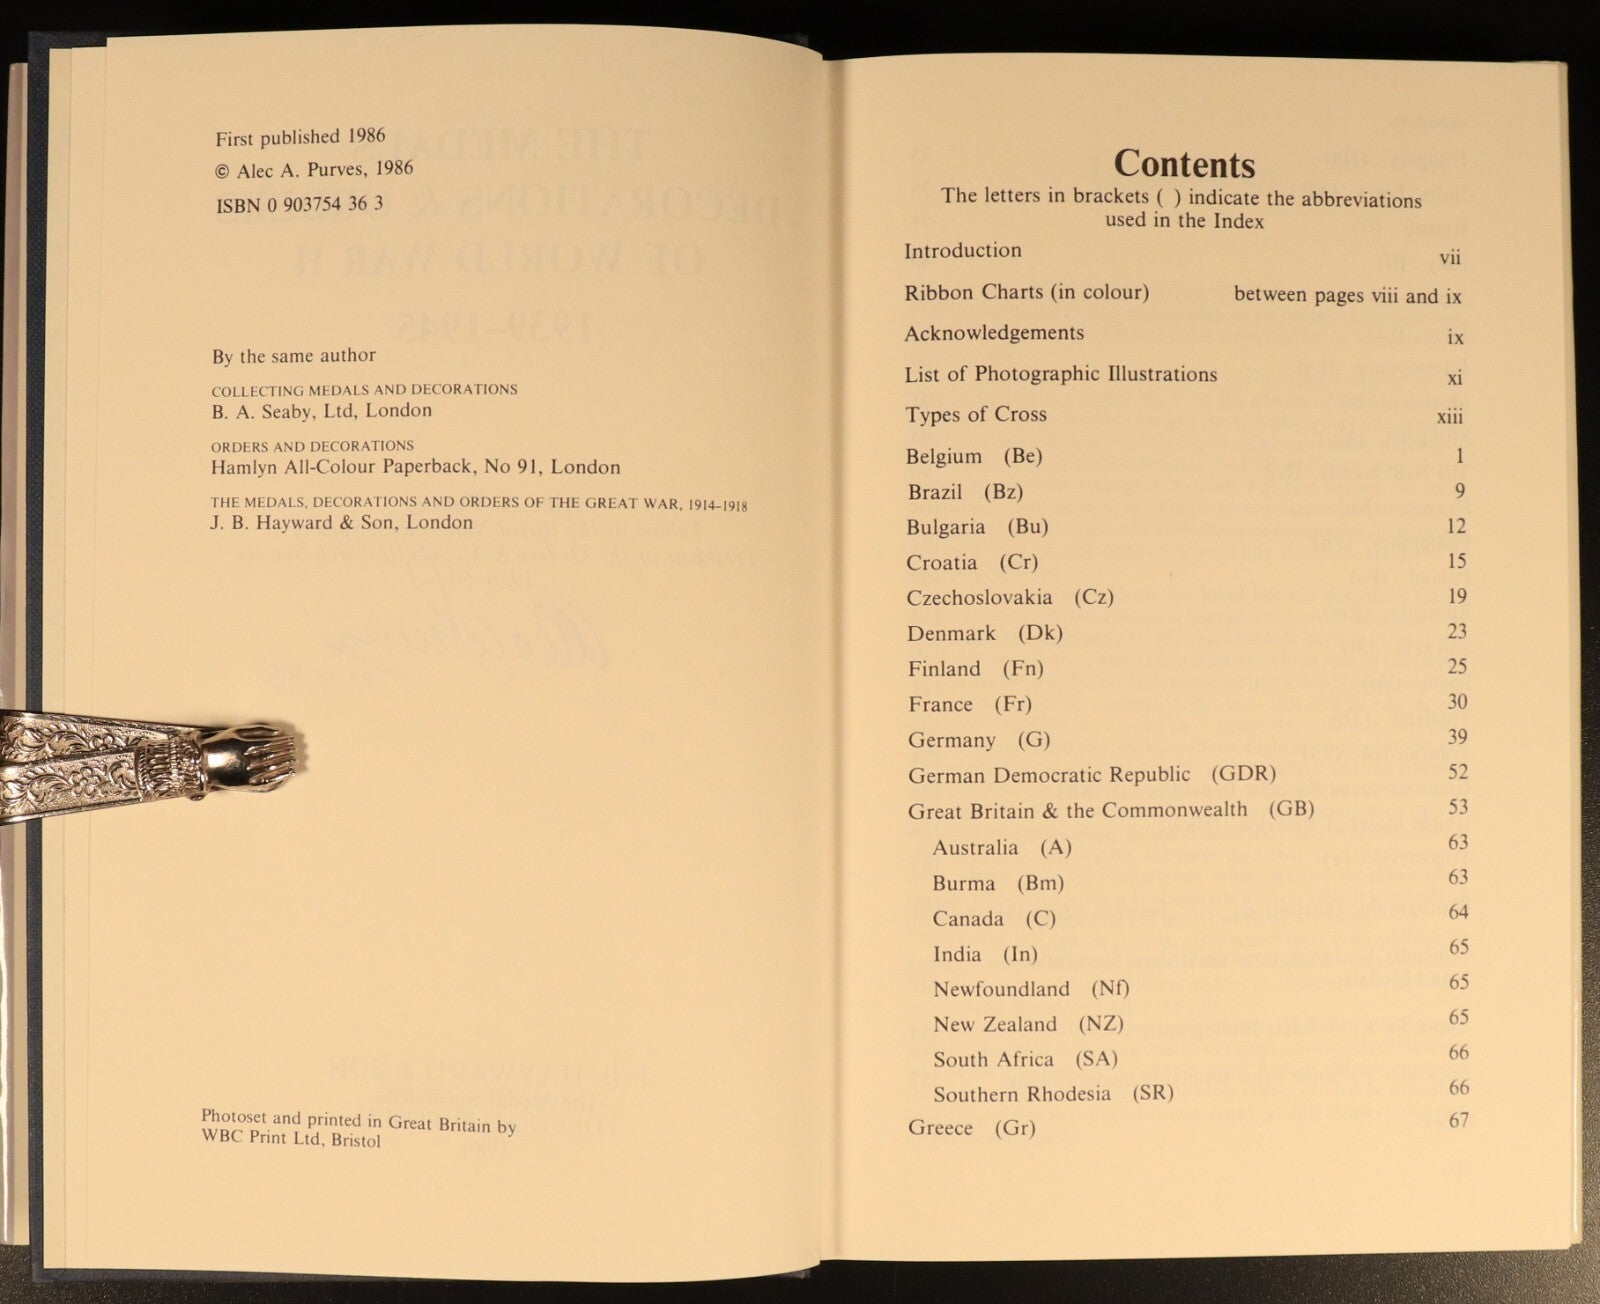 First published 1986
© Alec A. Purves, 1986
ISBN 0 903754 36 3
By the same author
COLLECTING MEDALS AND DECORATIONS
B. A. Seaby, Ltd, London
ORDERS AND DECORATIONS
Hamlyn All-Colour Paperback, No 91, London
THE MEDALS, DECORATIONS AND ORDERS OF THE GREAT WAR, 1914–1918
J. B. Hayward & Son, London
Photoset and printed in Great Britain by
WBC Print Ltd, Bristol
Contents
The letters in brackets ( ) indicate the abbreviations
used in the Index
Introduction vii
Ribbon Charts (in colour) between pages viii and ix
Acknowledgements ix
List of Photographic Illustrations xi
Types of Cross xiii
Belgium (Be) 1
Brazil (Bz) 9
Bulgaria (Bu) 12
Croatia (Cr) 15
Czechoslovakia (Cz) 19
Denmark (Dk) 23
Finland (Fn) 25
France (Fr) 30
Germany (G) 39
German Democratic Republic (GDR) 52
Great Britain & the Commonwealth (GB) 53
Australia (A) 63
Burma (Bm) 63
Canada (C) 64
India (In) 65
Newfoundland (Nf) 65
New Zealand (NZ) 65
South Africa (SA) 66
Southern Rhodesia (SR) 66
Greece (Gr) 67